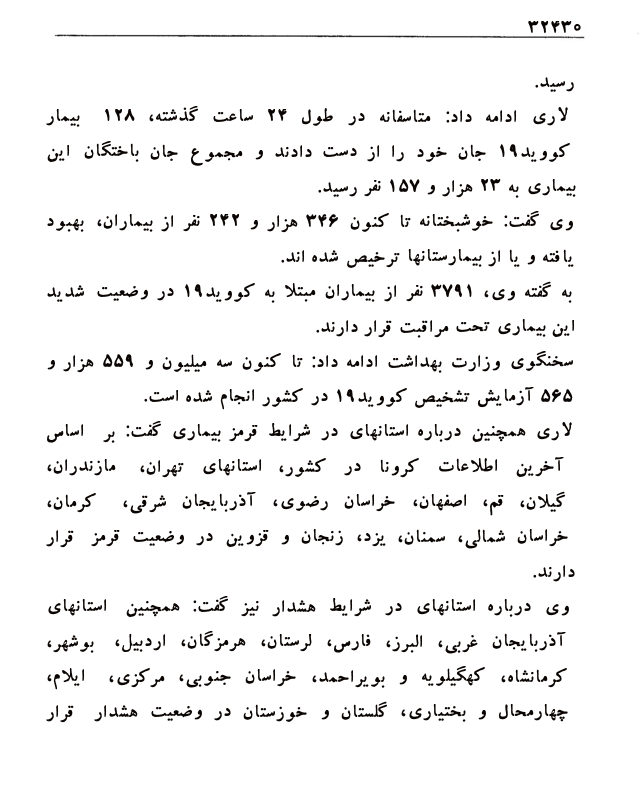 ۳۲۴۳۰
رسید.
لاری ادامه داد: متاسفانه در طول ۲۴ ساعت گذشته، ۱۲۸ بیمار
کووید۱۹ جان خود را از دست دادند و مجموع جان باختگان این
بیماری به ۲۳ هزار و ۱۵۷ نفر رسید.
وی گفت: خوشبختانه تا کنون ۳۴۶ هزار و ۲۴۲ نفر از بیماران، بهبود
یافته و یا از بیمارستانها ترخیص شده اند.
به گفته وی، ۳۷۹۱ نفر از بیماران مبتلا به کووید۱۹ در وضعیت شدید
این بیماری تحت مراقبت قرار دارند.
سخنگوی وزارت بهداشت ادامه داد: تا کنون سه میلیون و ۵۵۹ هزار و
۵۶۵ آزمایش تشخیص کووید۱۹ در کشور انجام شده است.
لاری همچنین درباره استانهای در شرایط قرمز بیماری گفت: بر اساس
آخرین اطلاعات کرونا در کشور، استانهای تهران، مازندران،
گیلان، قم، اصفهان، خراسان رضوی، آذربایجان شرقی، کرمان،
خراسان شمالی، سمنان، یزد، زنجان و قزوین در وضعیت قرمز قرار
دارند.
وی درباره استانهای در شرایط هشدار نیز گفت: همچنین استانهای
آذربایجان غربی، البرز، فارس، لرستان، هرمزگان، اردبیل، بوشهر،
کرمانشاه، کهگیلویه و بویراحمد، خراسان جنوبی، مرکزی، ایلام،
چهارمحال و بختیاری، گلستان و خوزستان در وضعیت هشدار قرار